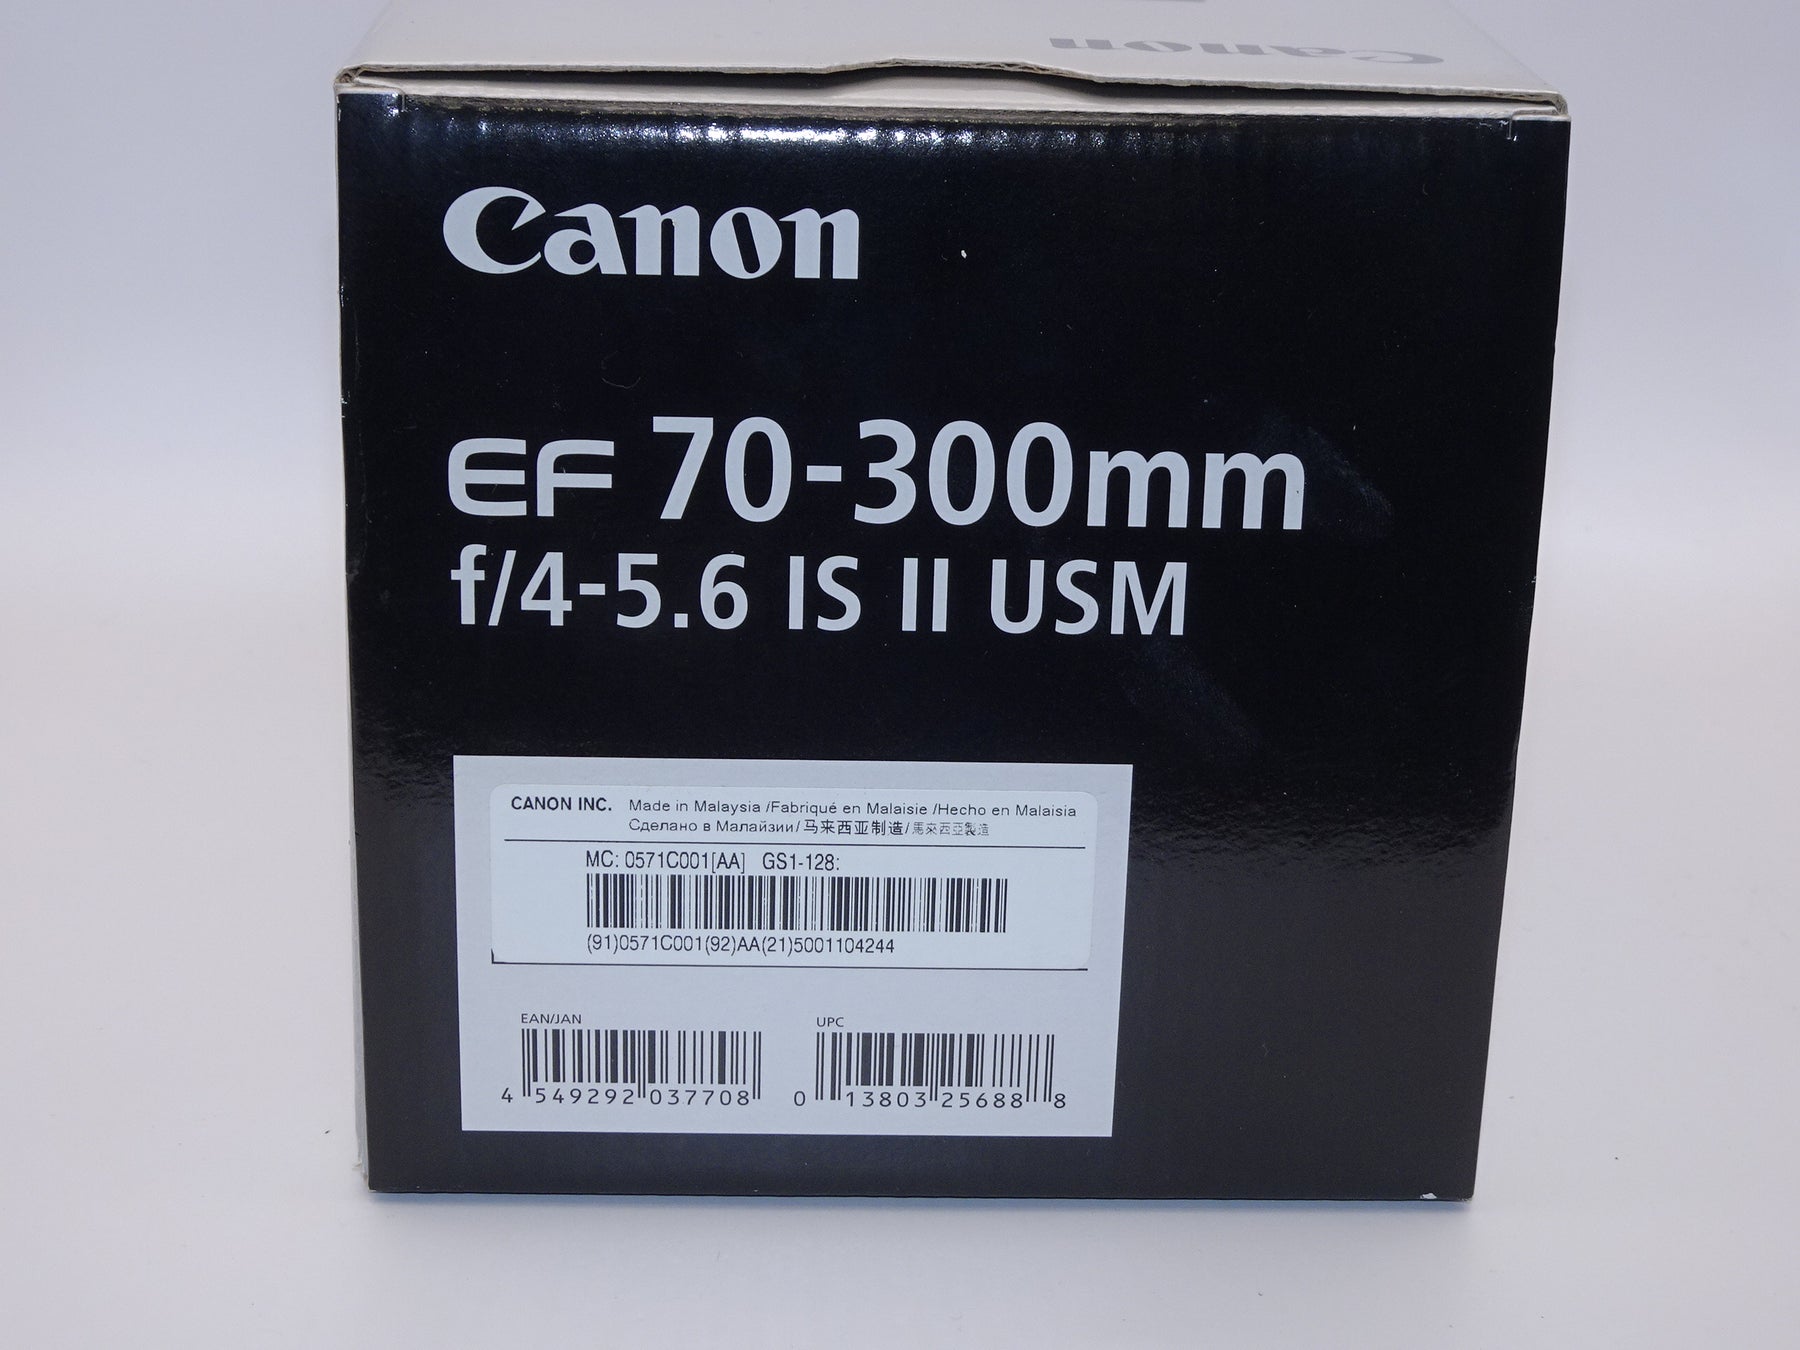 Canon
Canon
EF 70-300mm
f/4-5.6 IS II USM
CANON INC. Made in Malaysia /Fabriqué en Malaisie /Hecho en Malaisia
Сделано в Малайзии/马来西亚制造/馬來西亞製造
MC: 0571C001[AA] GS1-128:
(91)0571C001(92)AA(21)5001104244
EAN/JAN
UPC
4 549292 037708
0 13803 25688 8